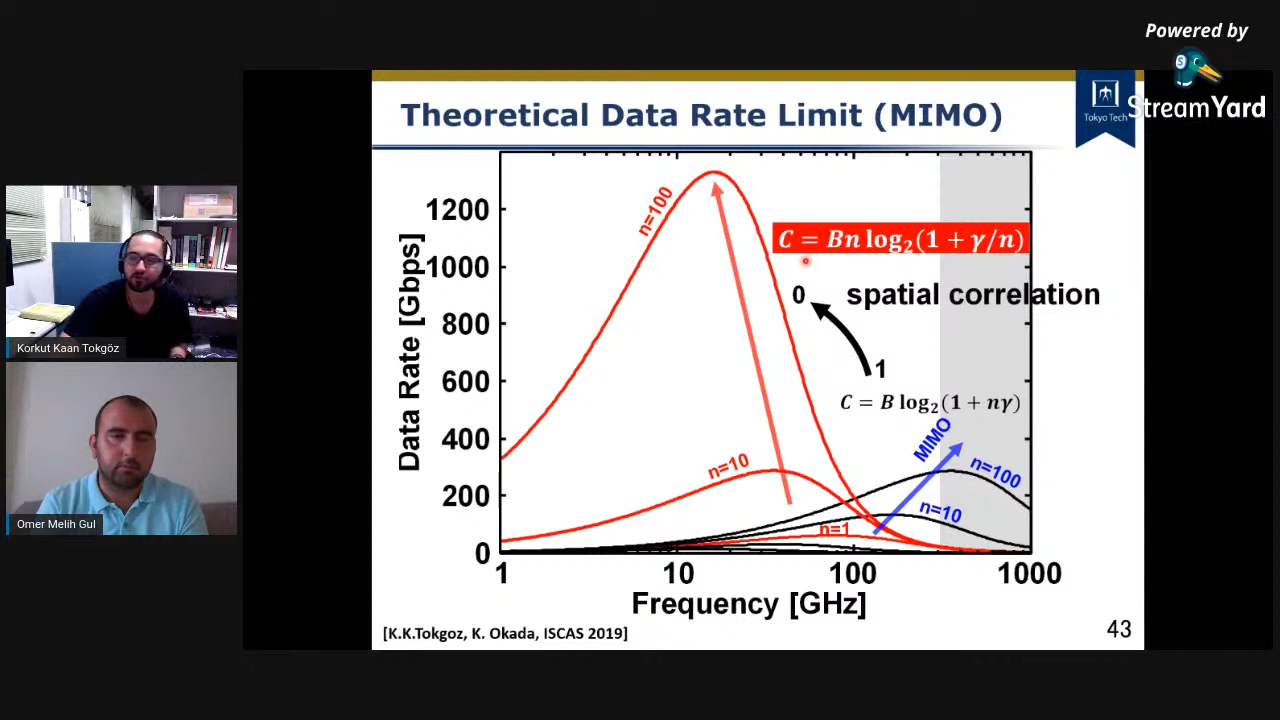 Powered by
StreamYard
Theoretical Data Rate Limit (MIMO)
Tokyo Tech
Data Rate [Gbps]
1200
1000
800
600
400
200
0
n=100
C = Bn log₂(1 + γ/n)
0 spatial correlation
1
C = B log₂(1 + nγ)
MIMO
n=100
n=10
n=10
n=1
1 10 100 1000
Frequency [GHz]
[K.K.Tokgoz, K. Okada, ISCAS 2019]
43
Korkut Kaan Tokgöz
Omer Melih Gul